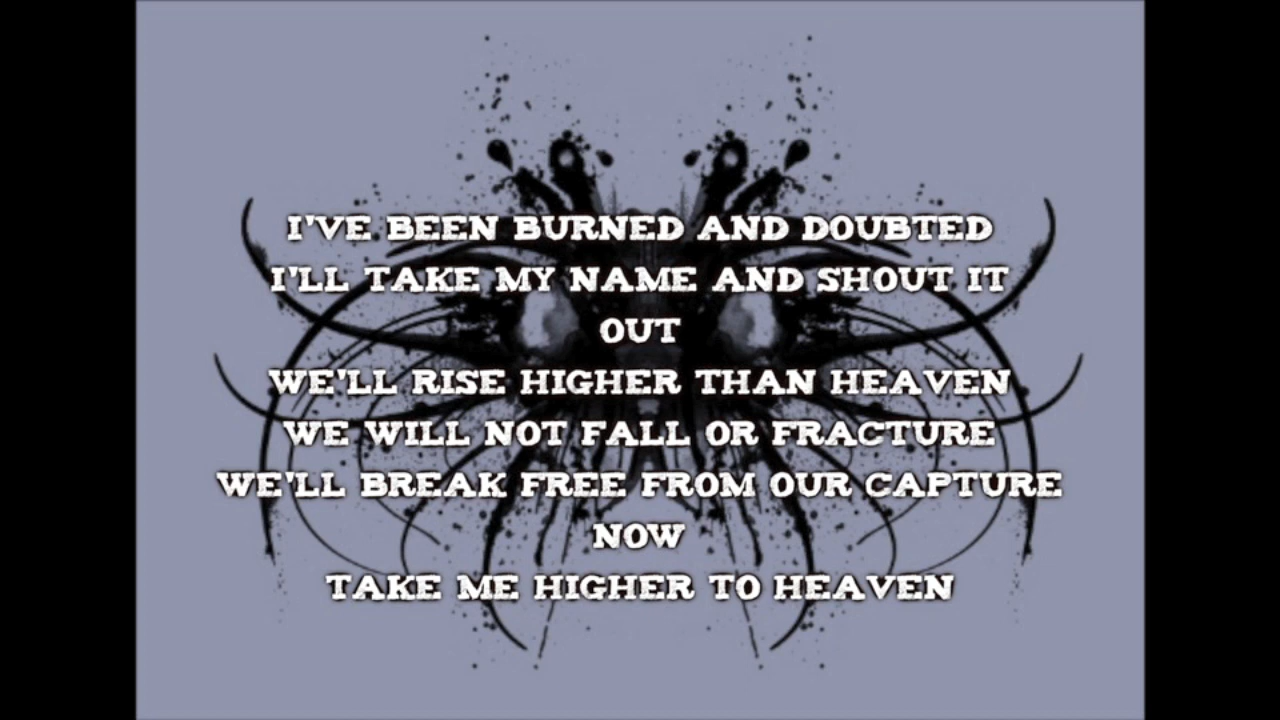 I'VE BEEN BURNED AND DOUBTED
I'LL TAKE MY NAME AND SHOUT IT
OUT
WE'LL RISE HIGHER THAN HEAVEN
WE WILL NOT FALL OR FRACTURE
WE'LL BREAK FREE FROM OUR CAPTURE
NOW
TAKE ME HIGHER TO HEAVEN